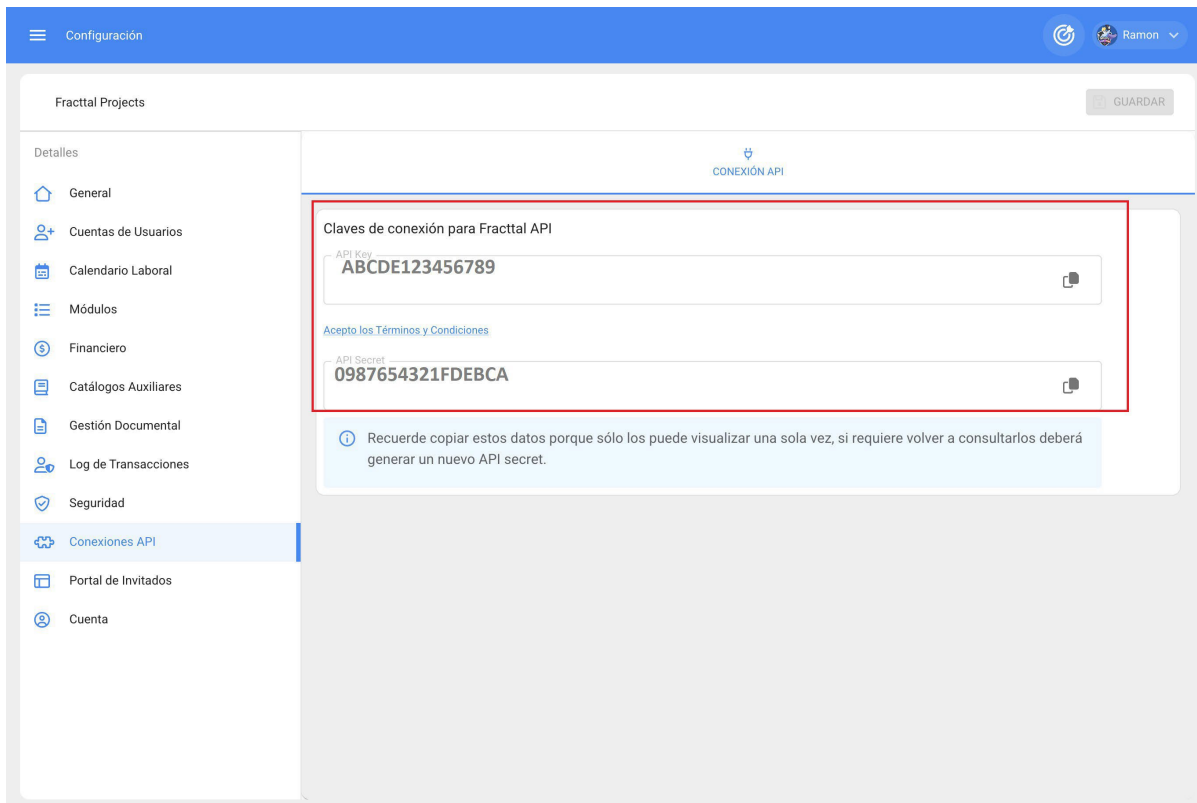 Configuración
Ramon
Fracttal Projects
GUARDAR
Detalles
General
Cuentas de Usuarios
Calendario Laboral
Módulos
Financiero
Catálogos Auxiliares
Gestión Documental
Log de Transacciones
Seguridad
Conexiones API
Portal de Invitados
Cuenta
CONEXIÓN API
Claves de conexión para Fracttal API
API Key
ABCDE123456789
Acepto los Términos y Condiciones
API Secret
0987654321FDEBCA
Recuerde copiar estos datos porque sólo los puede visualizar una sola vez, si requiere volver a consultarlos deberá
generar un nuevo API secret.